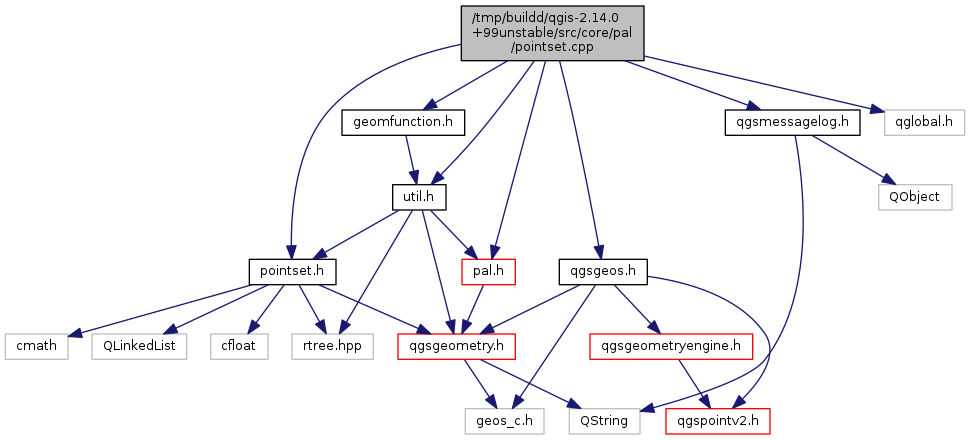 /tmp/buildd/qgis-2.14.0
+99unstable/src/core/pal
/pointset.cpp
geomfunction.h
qgsmessagelog.h
qglobal.h
util.h
QObject
pointset.h
pal.h
qgsgeos.h
cmath
QLinkedList
cfloat
rtree.hpp
qgsgeometry.h
qgsgeometryengine.h
geos_c.h
QString
qgspointv2.h